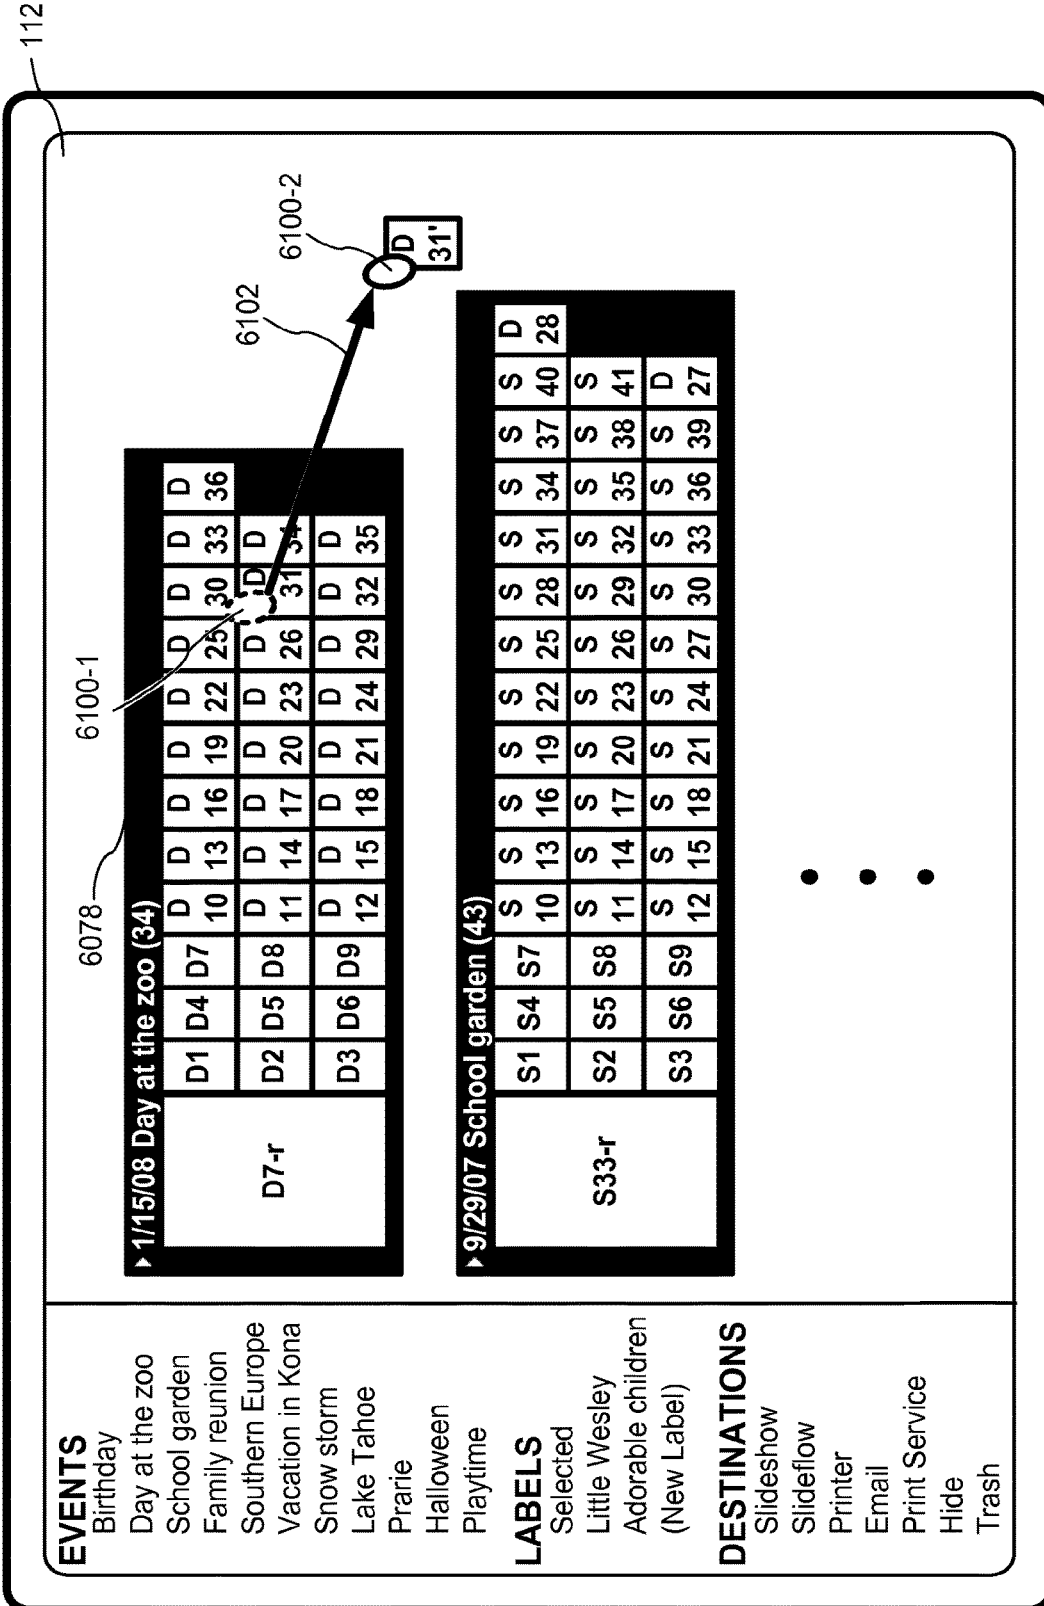 112
EVENTS
Birthday
Day at the zoo
School garden
Family reunion
Southern Europe
Vacation in Kona
Snow storm
Lake Tahoe
Prarie
Halloween
Playtime
LABELS
Selected
Little Wesley
Adorable children
(New Label)
DESTINATIONS
Slideshow
Slideflow
Printer
Email
Print Service
Hide
Trash
6078
6100-1
6102
6100-2
1/15/08 Day at the zoo (34)
D7-r
D1 D4 D7 D 10 D 13 D 16 D 19 D 22 D 25 D 30 D 33 D 36
D2 D5 D8 D 11 D 14 D 17 D 20 D 23 D 26 D 31 D 34
D3 D6 D9 D 12 D 15 D 18 D 21 D 24 D 29 D 32 D 35
D 31'
9/29/07 School garden (43)
S33-r
S1 S4 S7 S 10 S 13 S 16 S 19 S 22 S 25 S 28 S 31 S 34 S 37 S 40 D 28
S2 S5 S8 S 11 S 14 S 17 S 20 S 23 S 26 S 29 S 32 S 35 S 38 S 41
S3 S6 S9 S 12 S 15 S 18 S 21 S 24 S 27 S 30 S 33 S 36 S 39 D 27